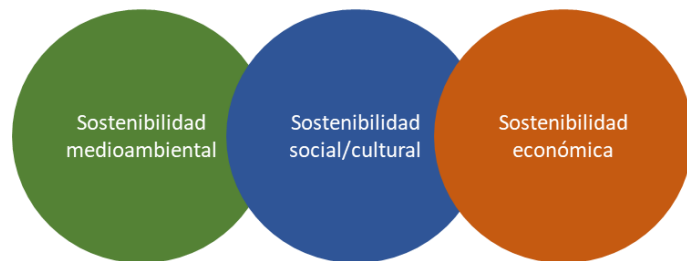 Sostenibilidad
medioambiental
Sostenibilidad
social/cultural
Sostenibilidad
económica